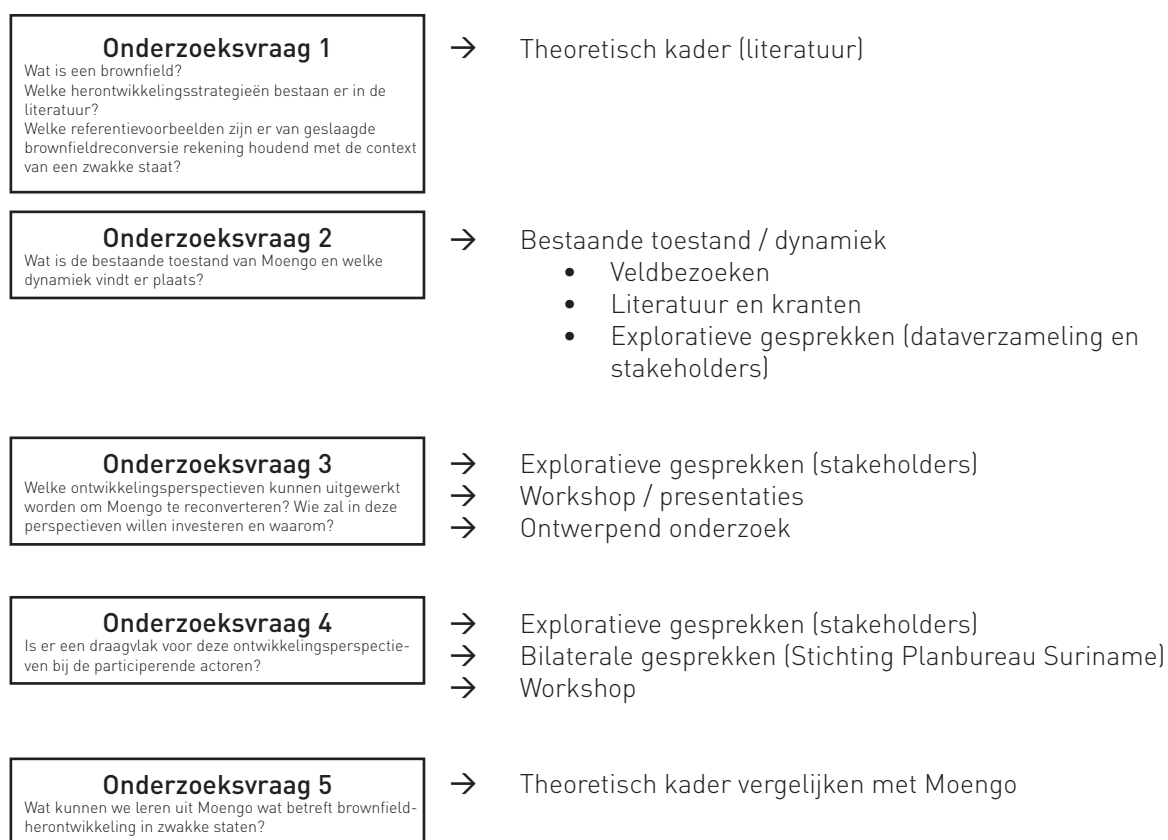 Onderzoeksvraag 1
Wat is een brownfield?
Welke herontwikkelingsstrategieën bestaan er in de
literatuur?
Welke referentievoorbeelden zijn er van geslaagde
brownfieldreconversie rekening houdend met de context
van een zwakke staat?
→ Theoretisch kader (literatuur)
Onderzoeksvraag 2
Wat is de bestaande toestand van Moengo en welke
dynamiek vindt er plaats?
→ Bestaande toestand / dynamiek
• Veldbezoeken
• Literatuur en kranten
• Exploratieve gesprekken (dataverzameling en
stakeholders)
Onderzoeksvraag 3
Welke ontwikkelingsperspectieven kunnen uitgewerkt
worden om Moengo te reconverteren? Wie zal in deze
perspectieven willen investeren en waarom?
→ Exploratieve gesprekken (stakeholders)
→ Workshop / presentaties
→ Ontwerpend onderzoek
Onderzoeksvraag 4
Is er een draagvlak voor deze ontwikkelingsperspectie-
ven bij de participerende actoren?
→ Exploratieve gesprekken (stakeholders)
→ Bilaterale gesprekken (Stichting Planbureau Suriname)
→ Workshop
Onderzoeksvraag 5
Wat kunnen we leren uit Moengo wat betreft brownfield-
herontwikkeling in zwakke staten?
→ Theoretisch kader vergelijken met Moengo